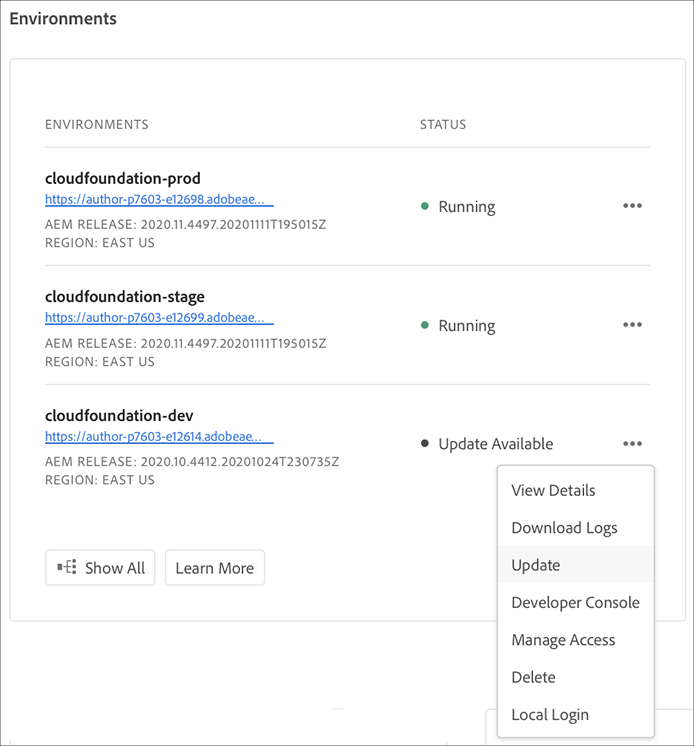 Environments
ENVIRONMENTS STATUS
cloudfoundation-prod
https://author-p7603-e12698.adobeae...
Running
AEM RELEASE: 2020.11.4497.20201111T195015Z
REGION: EAST US
cloudfoundation-stage
https://author-p7603-e12699.adobeae...
Running
AEM RELEASE: 2020.11.4497.20201111T195015Z
REGION: EAST US
cloudfoundation-dev
https://author-p7603-e12614.adobeae...
Update Available
AEM RELEASE: 2020.10.4412.20201024T230735Z
REGION: EAST US
View Details
Download Logs
Update
Developer Console
Manage Access
Delete
Local Login
Show All Learn More